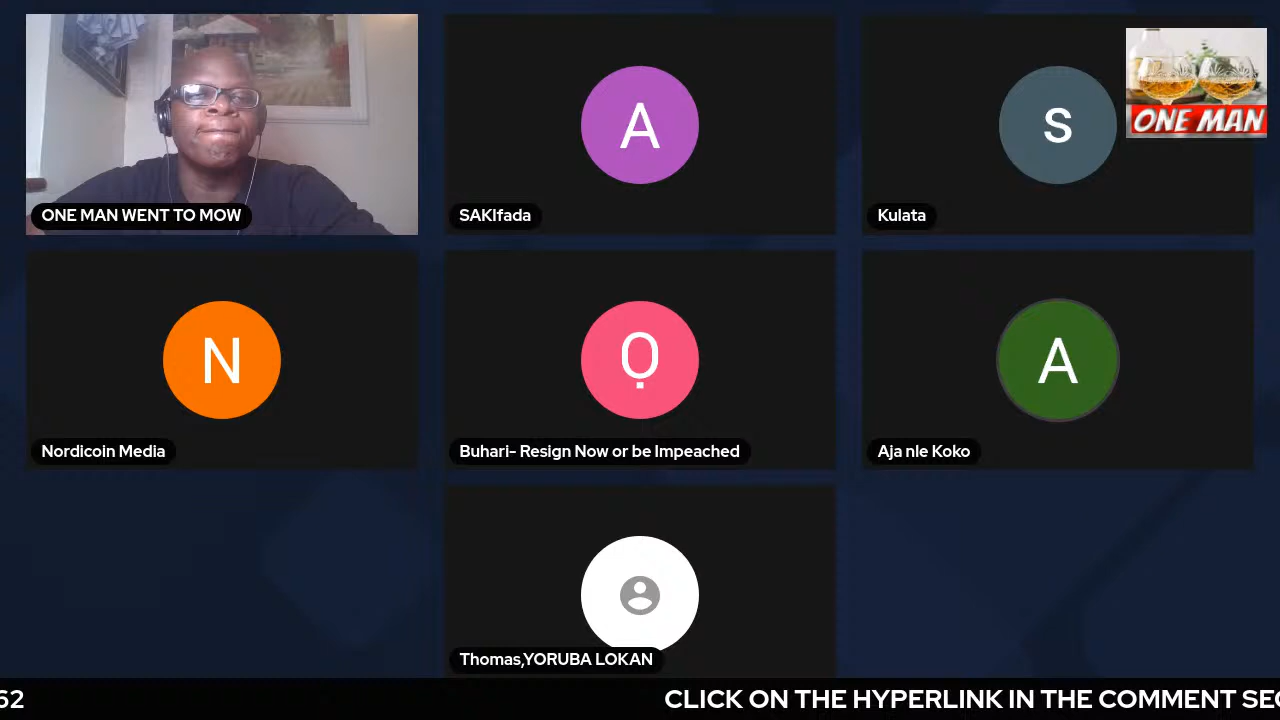 ONE MAN WENT TO MOW
A
SAKIfada
S
Kulata
ONE MAN
N
Nordicoin Media
Ọ
Buhari- Resign Now or be Impeached
A
Aja nle Koko
Thomas,YORUBA LOKAN
62
CLICK ON THE HYPERLINK IN THE COMMENT SEC